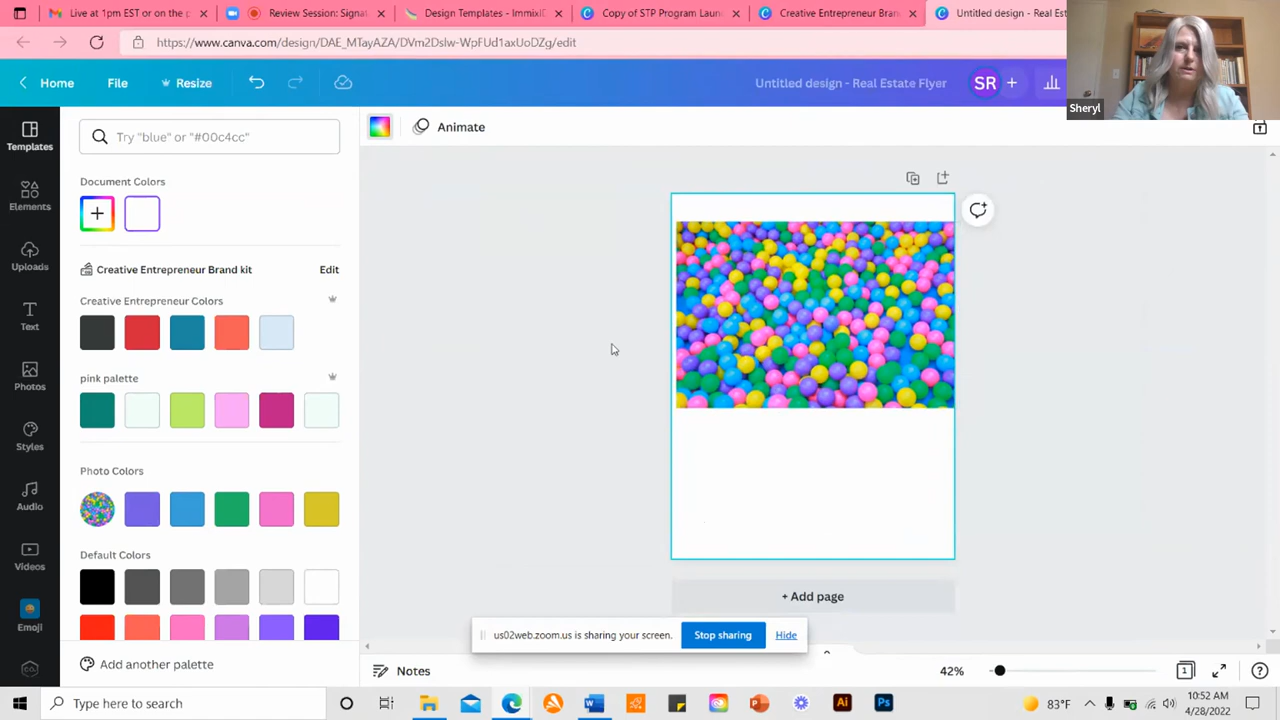 Live at 1pm EST or on the p
Review Session: Signat
Design Templates - ImmixID.
Copy of STP Program Laun
Creative Entrepreneur Bran
Untitled design - Real Esta
https://www.canva.com/design/DAE_MTayAZA/DVm2Dslw-WpFUd1axUoDZg/edit
Home
File
Resize
Untitled design - Real Estate Flyer
SR
Sheryl
Templates
Elements
Uploads
Text
Photos
Styles
Audio
Videos
Emoji
Try "blue" or "#00c4cc"
Animate
Document Colors
Creative Entrepreneur Brand kit
Edit
Creative Entrepreneur Colors
pink palette
Photo Colors
Default Colors
Add another palette
+ Add page
us02web.zoom.us is sharing your screen.
Stop sharing
Hide
Notes
42%
1
Type here to search
Ai
Ps
83°F
10:52 AM
4/28/2022